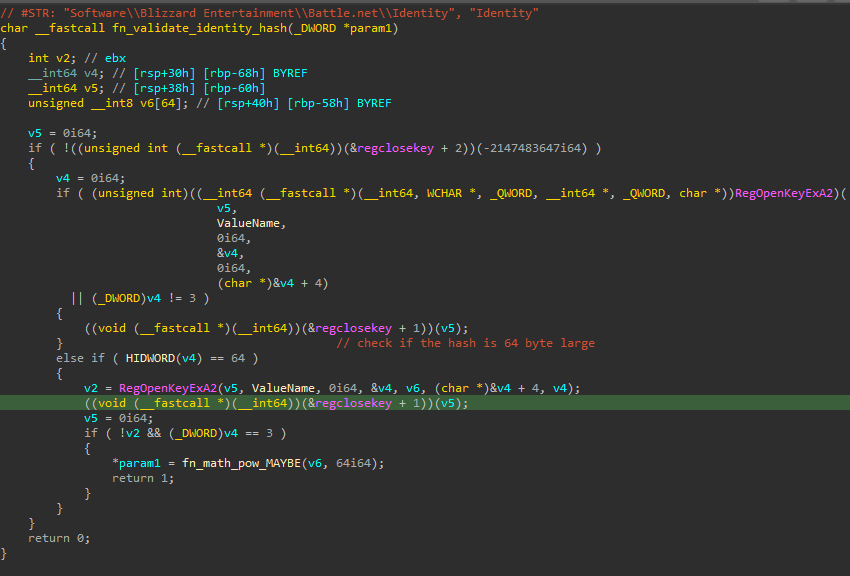 // #STR: "Software\\Blizzard Entertainment\\Battle.net\\Identity", "Identity"
char __fastcall fn_validate_identity_hash(_DWORD *param1)
{
int v2; // ebx
__int64 v4; // [rsp+30h] [rbp-68h] BYREF
__int64 v5; // [rsp+38h] [rbp-60h]
unsigned __int8 v6[64]; // [rsp+40h] [rbp-58h] BYREF
v5 = 0i64;
if ( !((unsigned int (__fastcall *)(__int64))(&regclosekey + 2))(-2147483647i64) )
{
v4 = 0i64;
if ( (unsigned int)((__int64 (__fastcall *)(__int64, WCHAR *, _QWORD, __int64 *, _QWORD, char *))RegOpenKeyExA2)(
v5,
ValueName,
0i64,
&v4,
0i64,
(char *)&v4 + 4)
|| (_DWORD)v4 != 3 )
{
((void (__fastcall *)(__int64))(&regclosekey + 1))(v5);
} // check if the hash is 64 byte large
else if ( HIDWORD(v4) == 64 )
{
v2 = RegOpenKeyExA2(v5, ValueName, 0i64, &v4, v6, (char *)&v4 + 4, v4);
((void (__fastcall *)(__int64))(&regclosekey + 1))(v5);
v5 = 0i64;
if ( !v2 && (_DWORD)v4 == 3 )
{
*param1 = fn_math_pow_MAYBE(v6, 64i64);
return 1;
}
}
}
return 0;
}